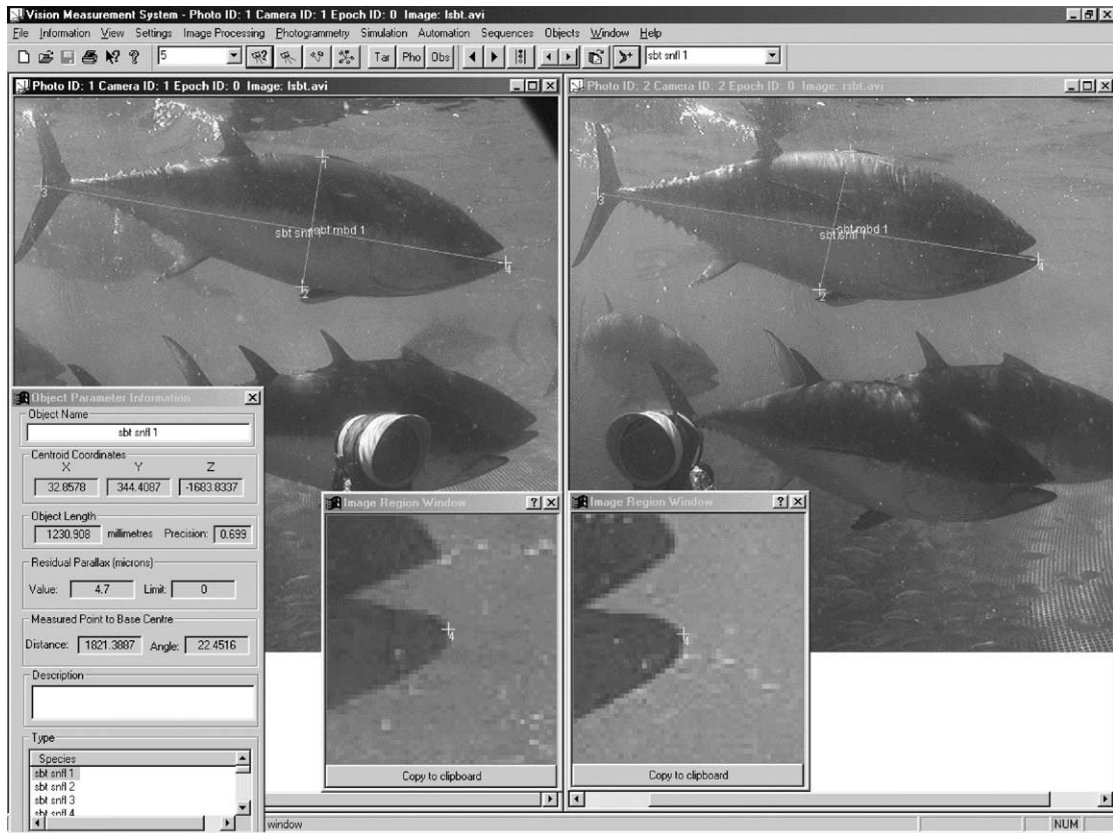 Vision Measurement System - Photo ID: 1 Camera ID: 1 Epoch ID: 0 Image: lsbt.avi
File Information View Settings Image Processing Photogrammetry Simulation Automation Sequences Objects Window Help
5 Tar Pho Obs sbt snfl 1
Photo ID: 1 Camera ID: 1 Epoch ID: 0 Image: lsbt.avi
1
3
sbt snfl 1
sbt mbd 1
4
2
Photo ID: 2 Camera ID: 2 Epoch ID: 0 Image: rsbt.avi
3
sbt mbd 1
sbt snfl 1
4
2
Object Parameter Information
Object Name
sbt snfl 1
Centroid Coordinates
X Y Z
32.8578 344.4087 -1683.8337
Object Length
1230.908 millimetres Precision: 0.699
Residual Parallax (microns)
Value: 4.7 Limit: 0
Measured Point to Base Centre
Distance: 1821.3887 Angle: 22.4516
Description
Type
Species
sbt snfl 1
sbt snfl 2
sbt snfl 3
sbt snfl 4
Image Region Window
4
Copy to clipboard
Image Region Window
4
Copy to clipboard
window
NUM